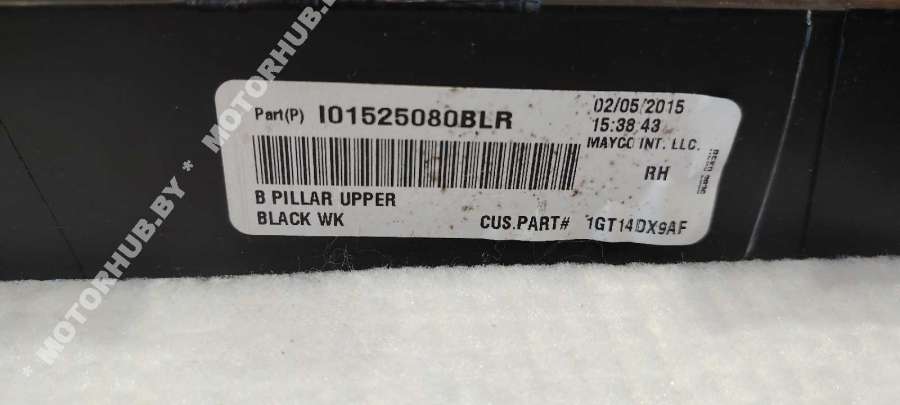 Part(P) I01525080BLR
02/05/2015
15:38:43
MAYCO INT. LLC.
RH
B PILLAR UPPER
BLACK WK
CUS.PART# 1GT14DX9AF
* MOTORHUB.BY * MOTORHUB.BY